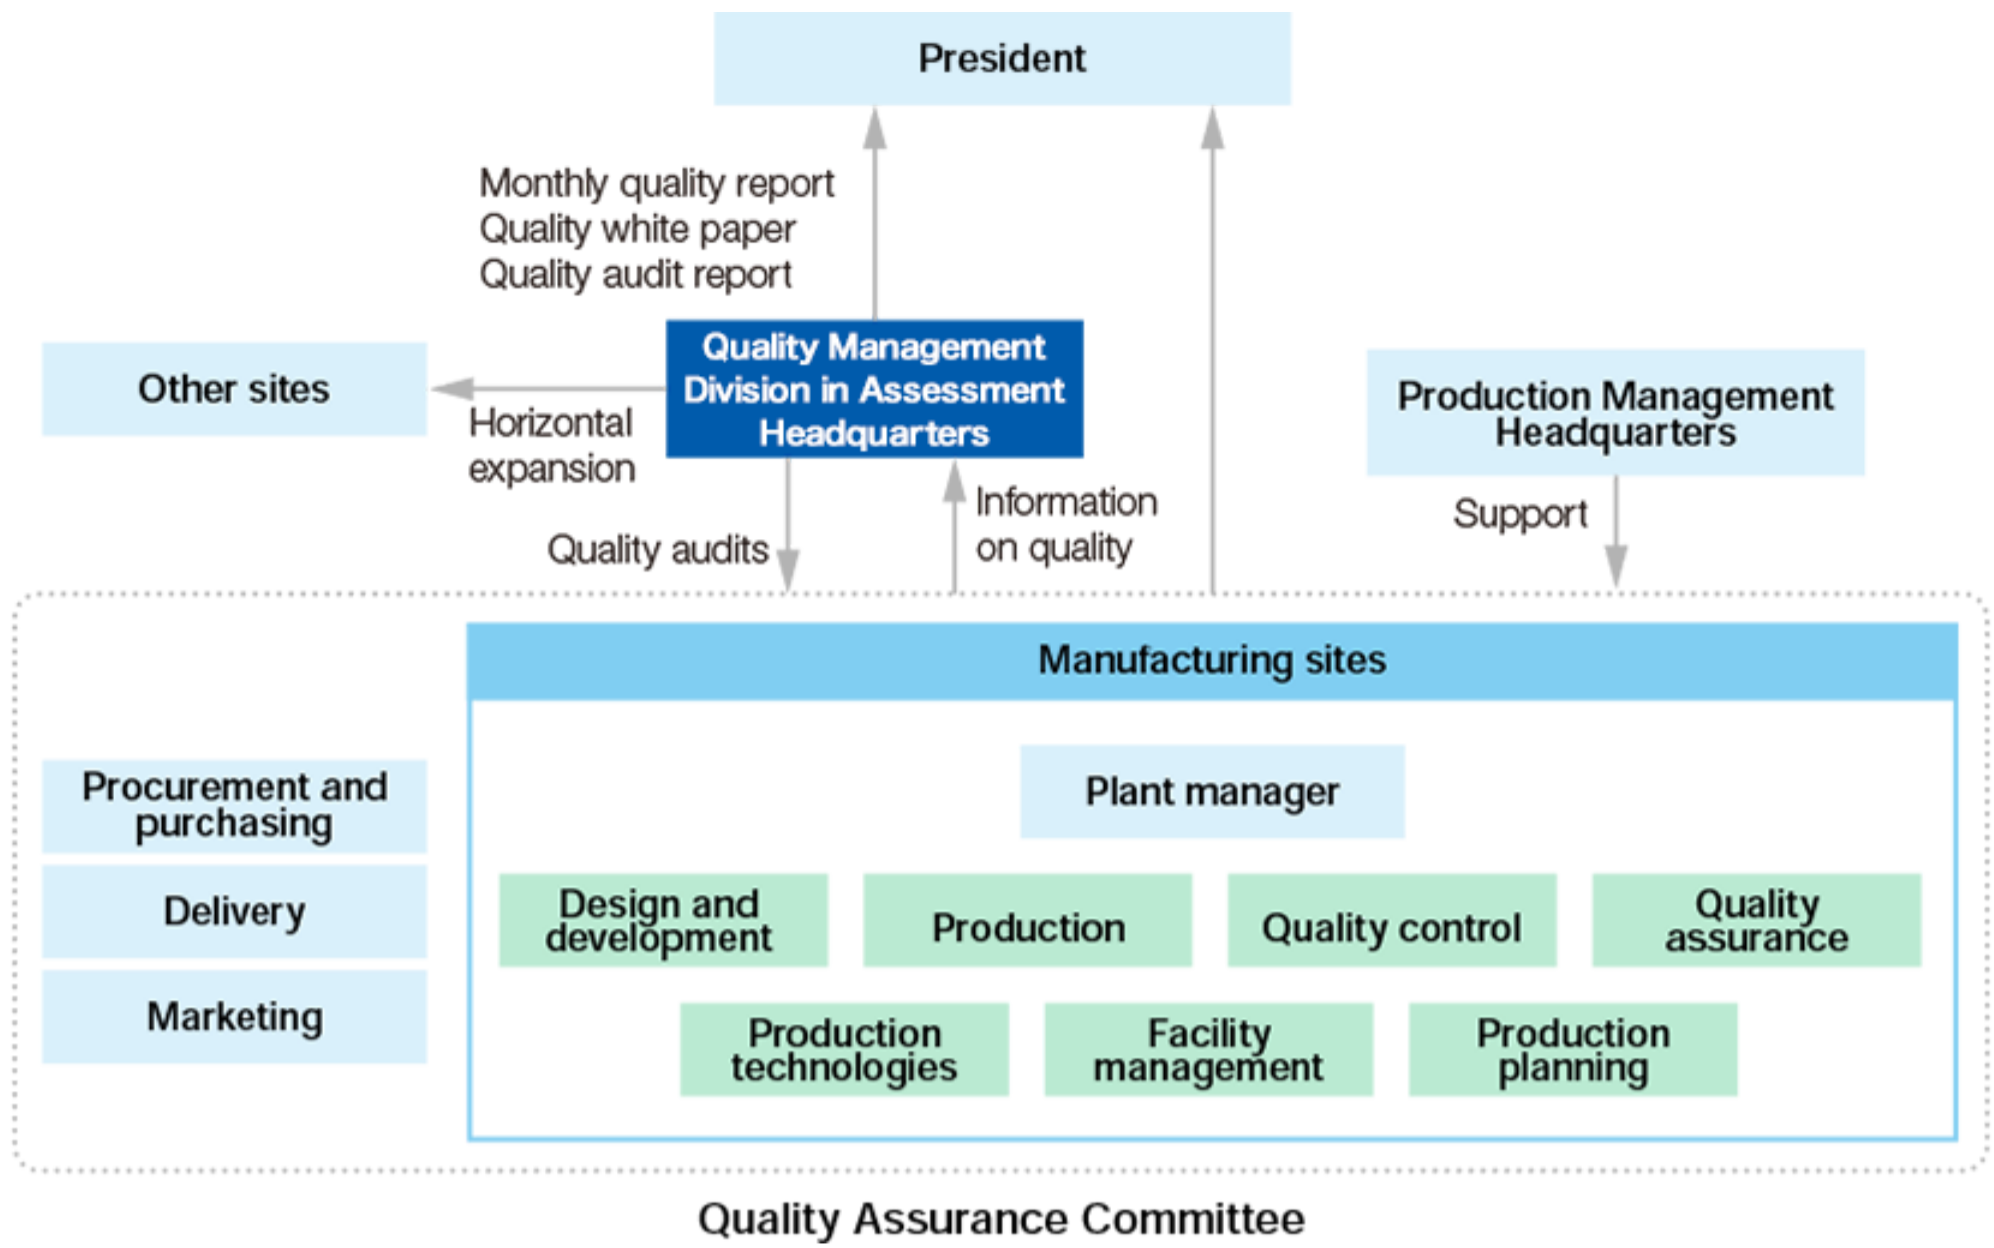 President
Monthly quality report
Quality white paper
Quality audit report
Quality Management
Division in Assessment
Headquarters
Other sites
Horizontal
expansion
Production Management
Headquarters
Information
on quality
Support
Quality audits
Manufacturing sites
Plant manager
Procurement and
purchasing
Delivery
Marketing
Design and
development
Production
Quality control
Quality
assurance
Production
technologies
Facility
management
Production
planning
Quality Assurance Committee